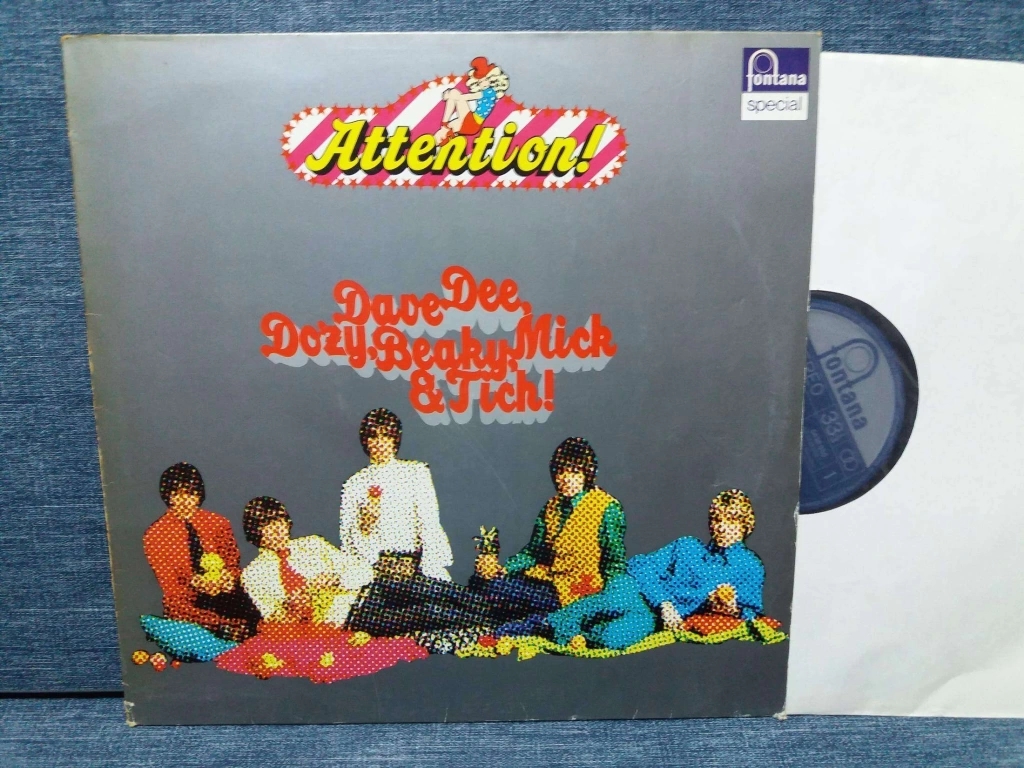 fontana
special
Attention!
Dave Dee,
Dozy, Beaky, Mick
& Tich!
fontana
33
1